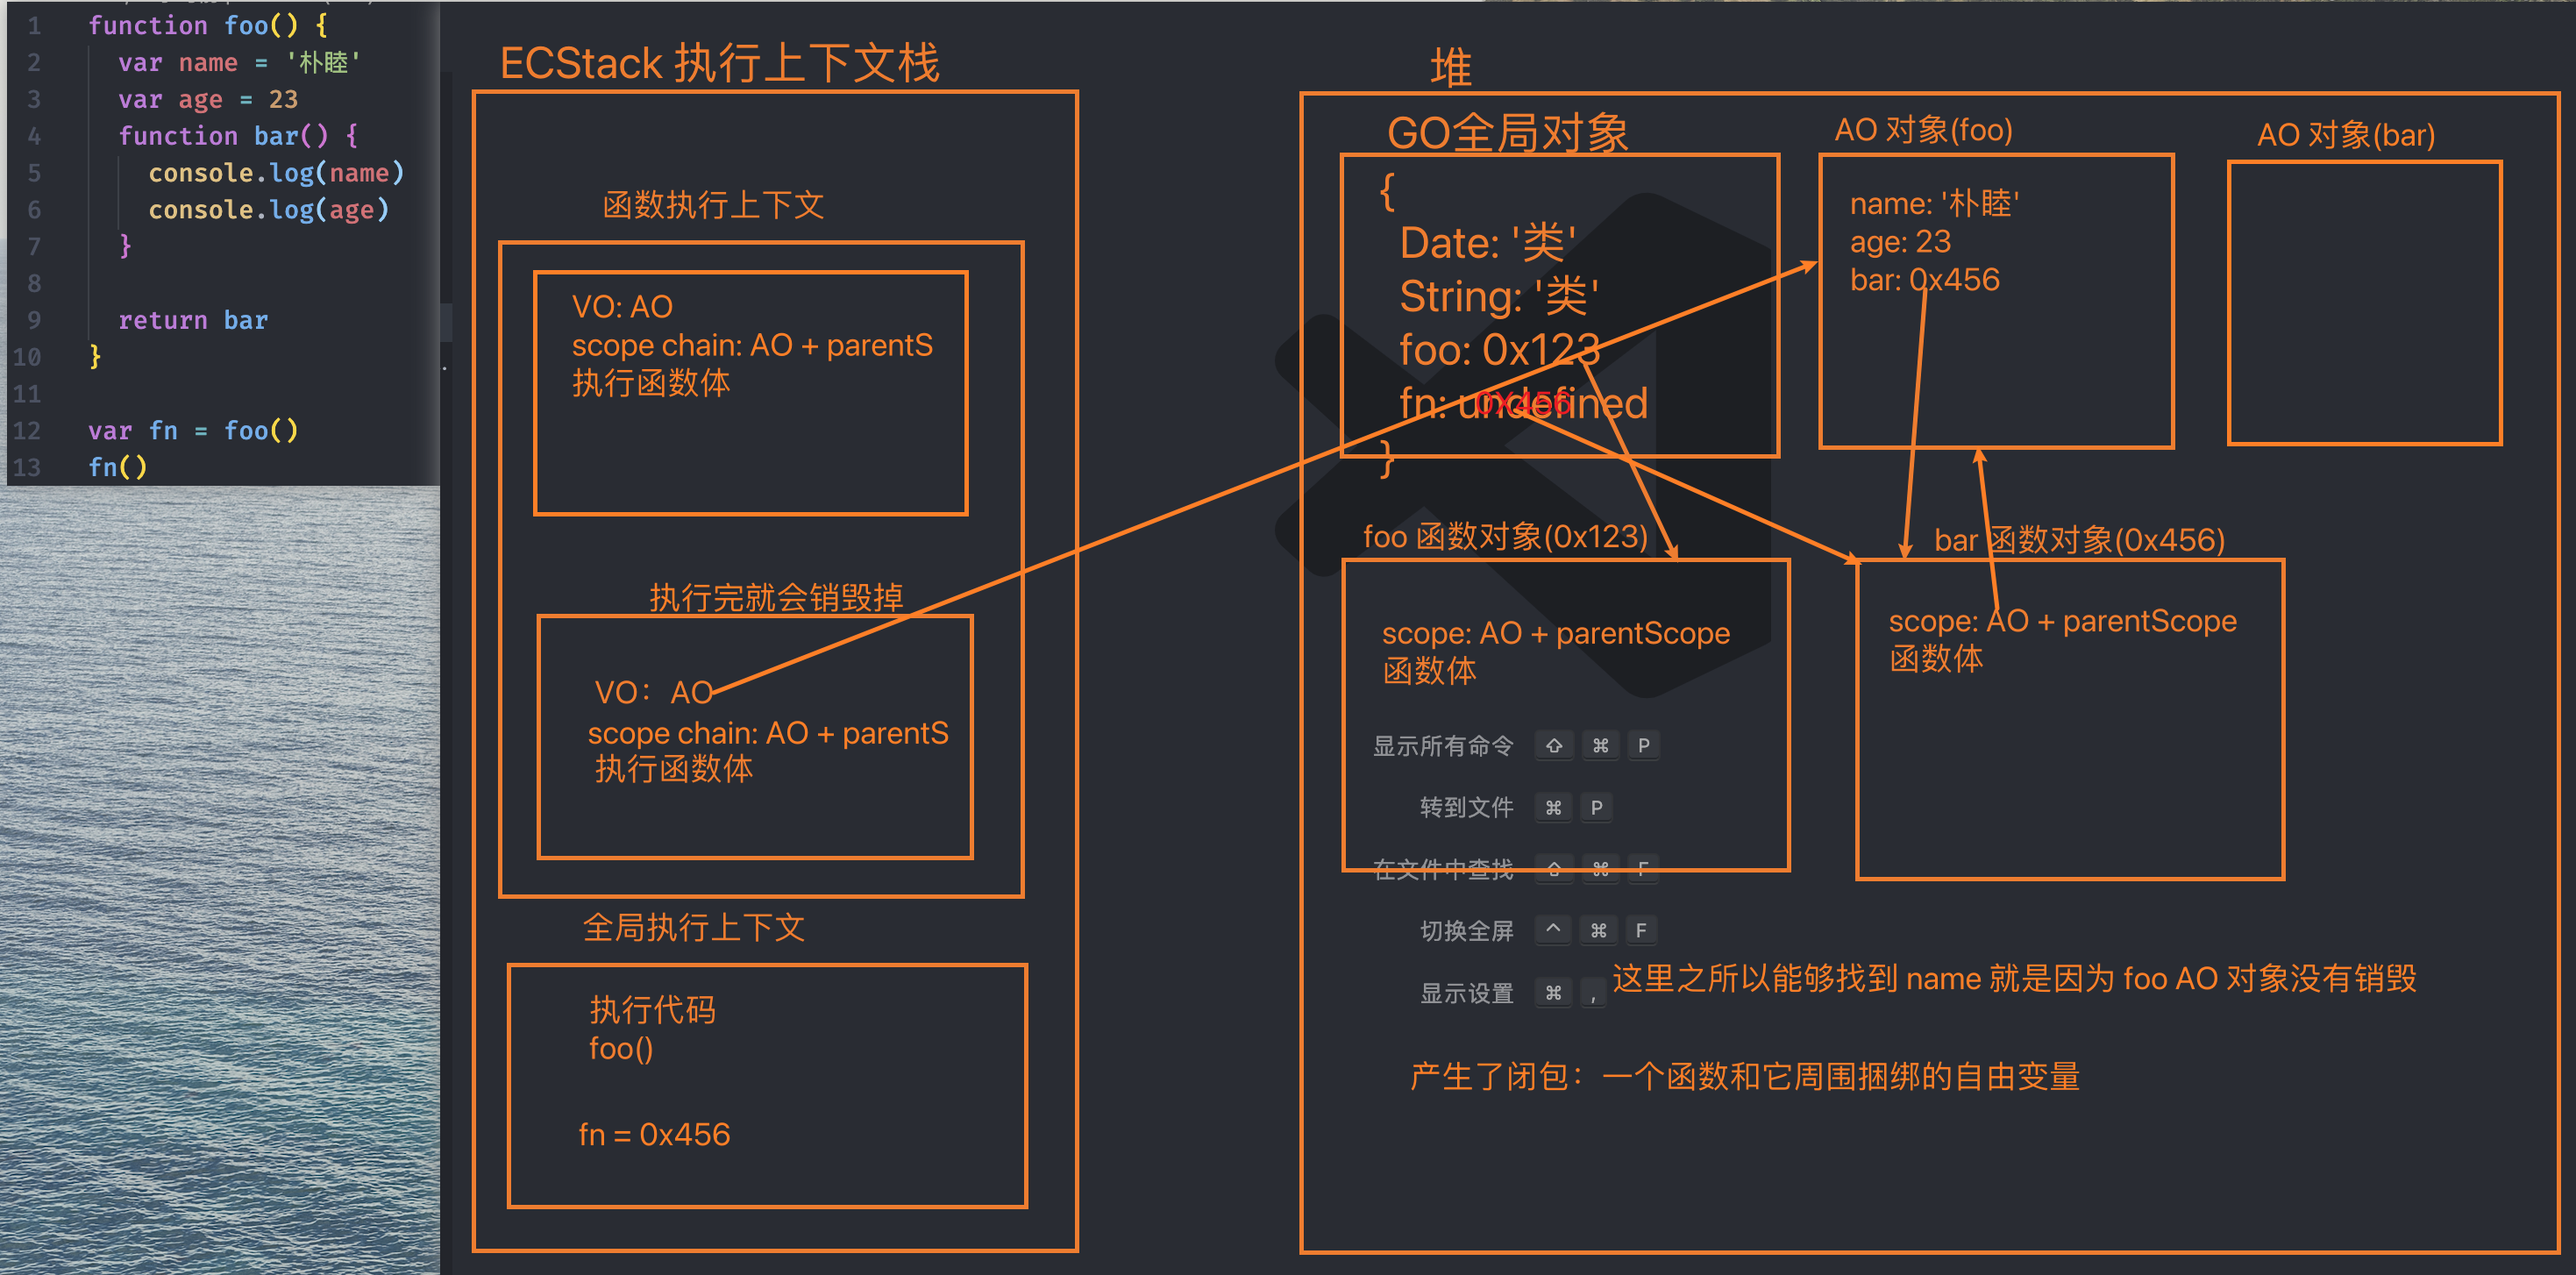 1 function foo() {
2 var name = '朴睦'
3 var age = 23
4 function bar() {
5 console.log(name)
6 console.log(age)
7 }
8
9 return bar
10 }
11
12 var fn = foo()
13 fn()
ECStack 执行上下文栈
函数执行上下文
VO: AO
scope chain: AO + parentS
执行函数体
执行完就会销毁掉
VO： AO
scope chain: AO + parentS
执行函数体
全局执行上下文
执行代码
foo()
fn = 0x456
堆
GO全局对象
{
Date: '类'
String: '类'
foo: 0x123
fn: undefined
0X456
}
AO 对象(foo)
name: '朴睦'
age: 23
bar: 0x456
AO 对象(bar)
foo 函数对象(0x123)
scope: AO + parentScope
函数体
bar 函数对象(0x456)
scope: AO + parentScope
函数体
显示所有命令 ⇧ ⌘ P
转到文件 ⌘ P
在文件中查找 ⇧ ⌘ F
切换全屏 ^ ⌘ F
显示设置 ⌘ ,
这里之所以能够找到 name 就是因为 foo AO 对象没有销毁
产生了闭包：一个函数和它周围捆绑的自由变量